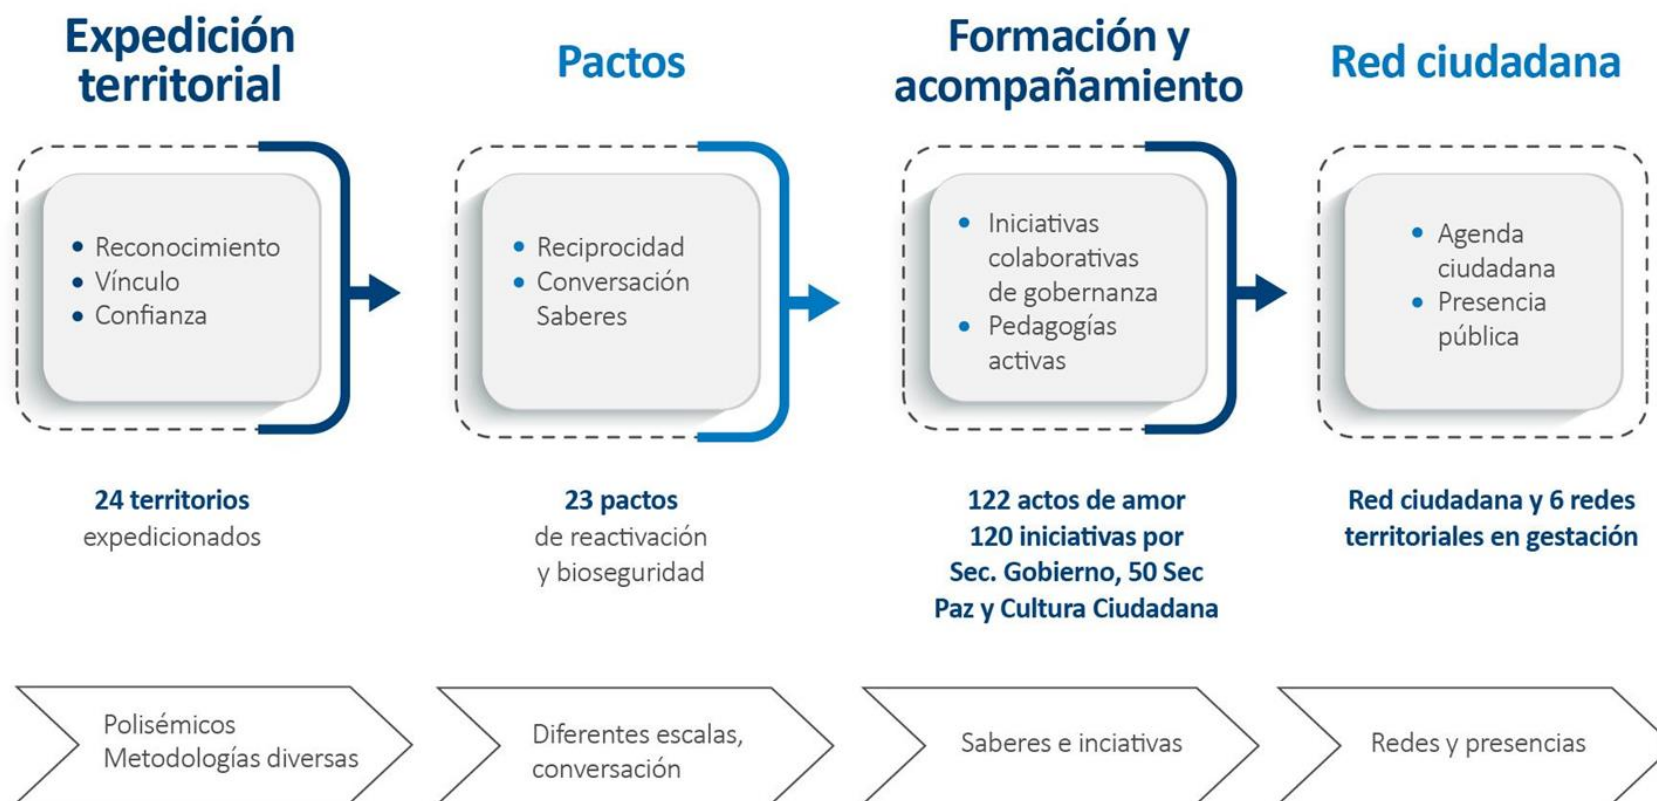 Expedición
territorial
Pactos
Formación y
acompañamiento
Red ciudadana
• Reconocimiento
• Vínculo
• Confianza
• Reciprocidad
• Conversación
Saberes
• Iniciativas
colaborativas
de gobernanza
• Pedagogías
activas
• Agenda
ciudadana
• Presencia
pública
24 territorios
expedicionados
23 pactos
de reactivación
y bioseguridad
122 actos de amor
120 iniciativas por
Sec. Gobierno, 50 Sec
Paz y Cultura Ciudadana
Red ciudadana y 6 redes
territoriales en gestación
Polisémicos
Metodologías diversas
Diferentes escalas,
conversación
Saberes e inciativas
Redes y presencias